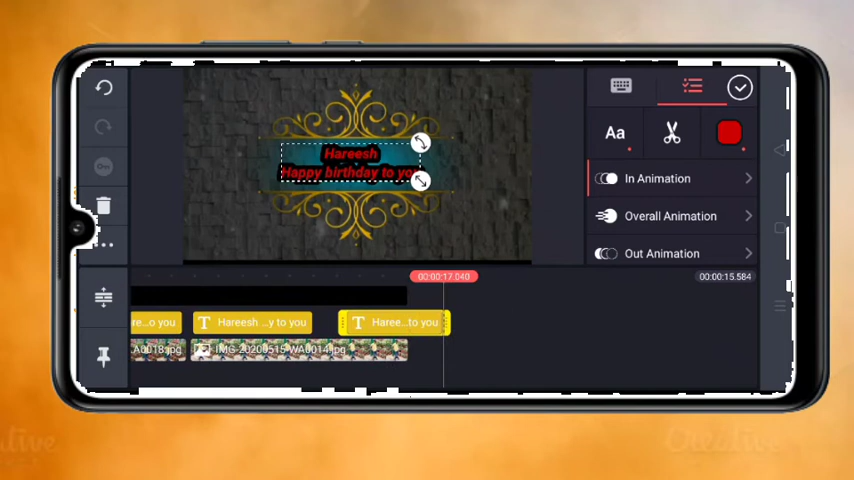 Hareesh
Happy birthday to you
Aa
In Animation
Overall Animation
Out Animation
00:00:17.040
00:00:15.584
re...o you
T Hareesh ...y to you
T Haree...to you
A0018.jpg
IMG-20200515-WA0014.jpg
Creative